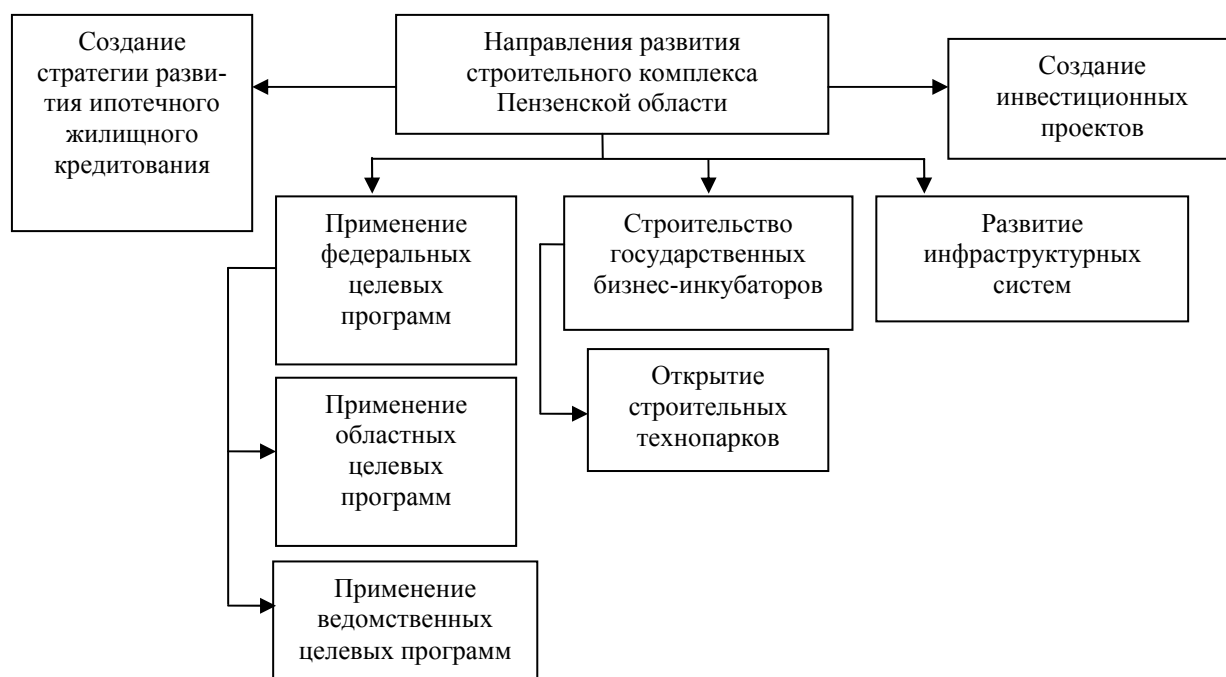 Создание
стратегии разви-
тия ипотечного
жилищного
кредитования
Направления развития
строительного комплекса
Пензенской области
Создание
инвестиционных
проектов
Применение
федеральных
целевых
программ
Строительство
государственных
бизнес-инкубаторов
Развитие
инфраструктурных
систем
Применение
областных
целевых
программ
Открытие
строительных
технопарков
Применение
ведомственных
целевых программ